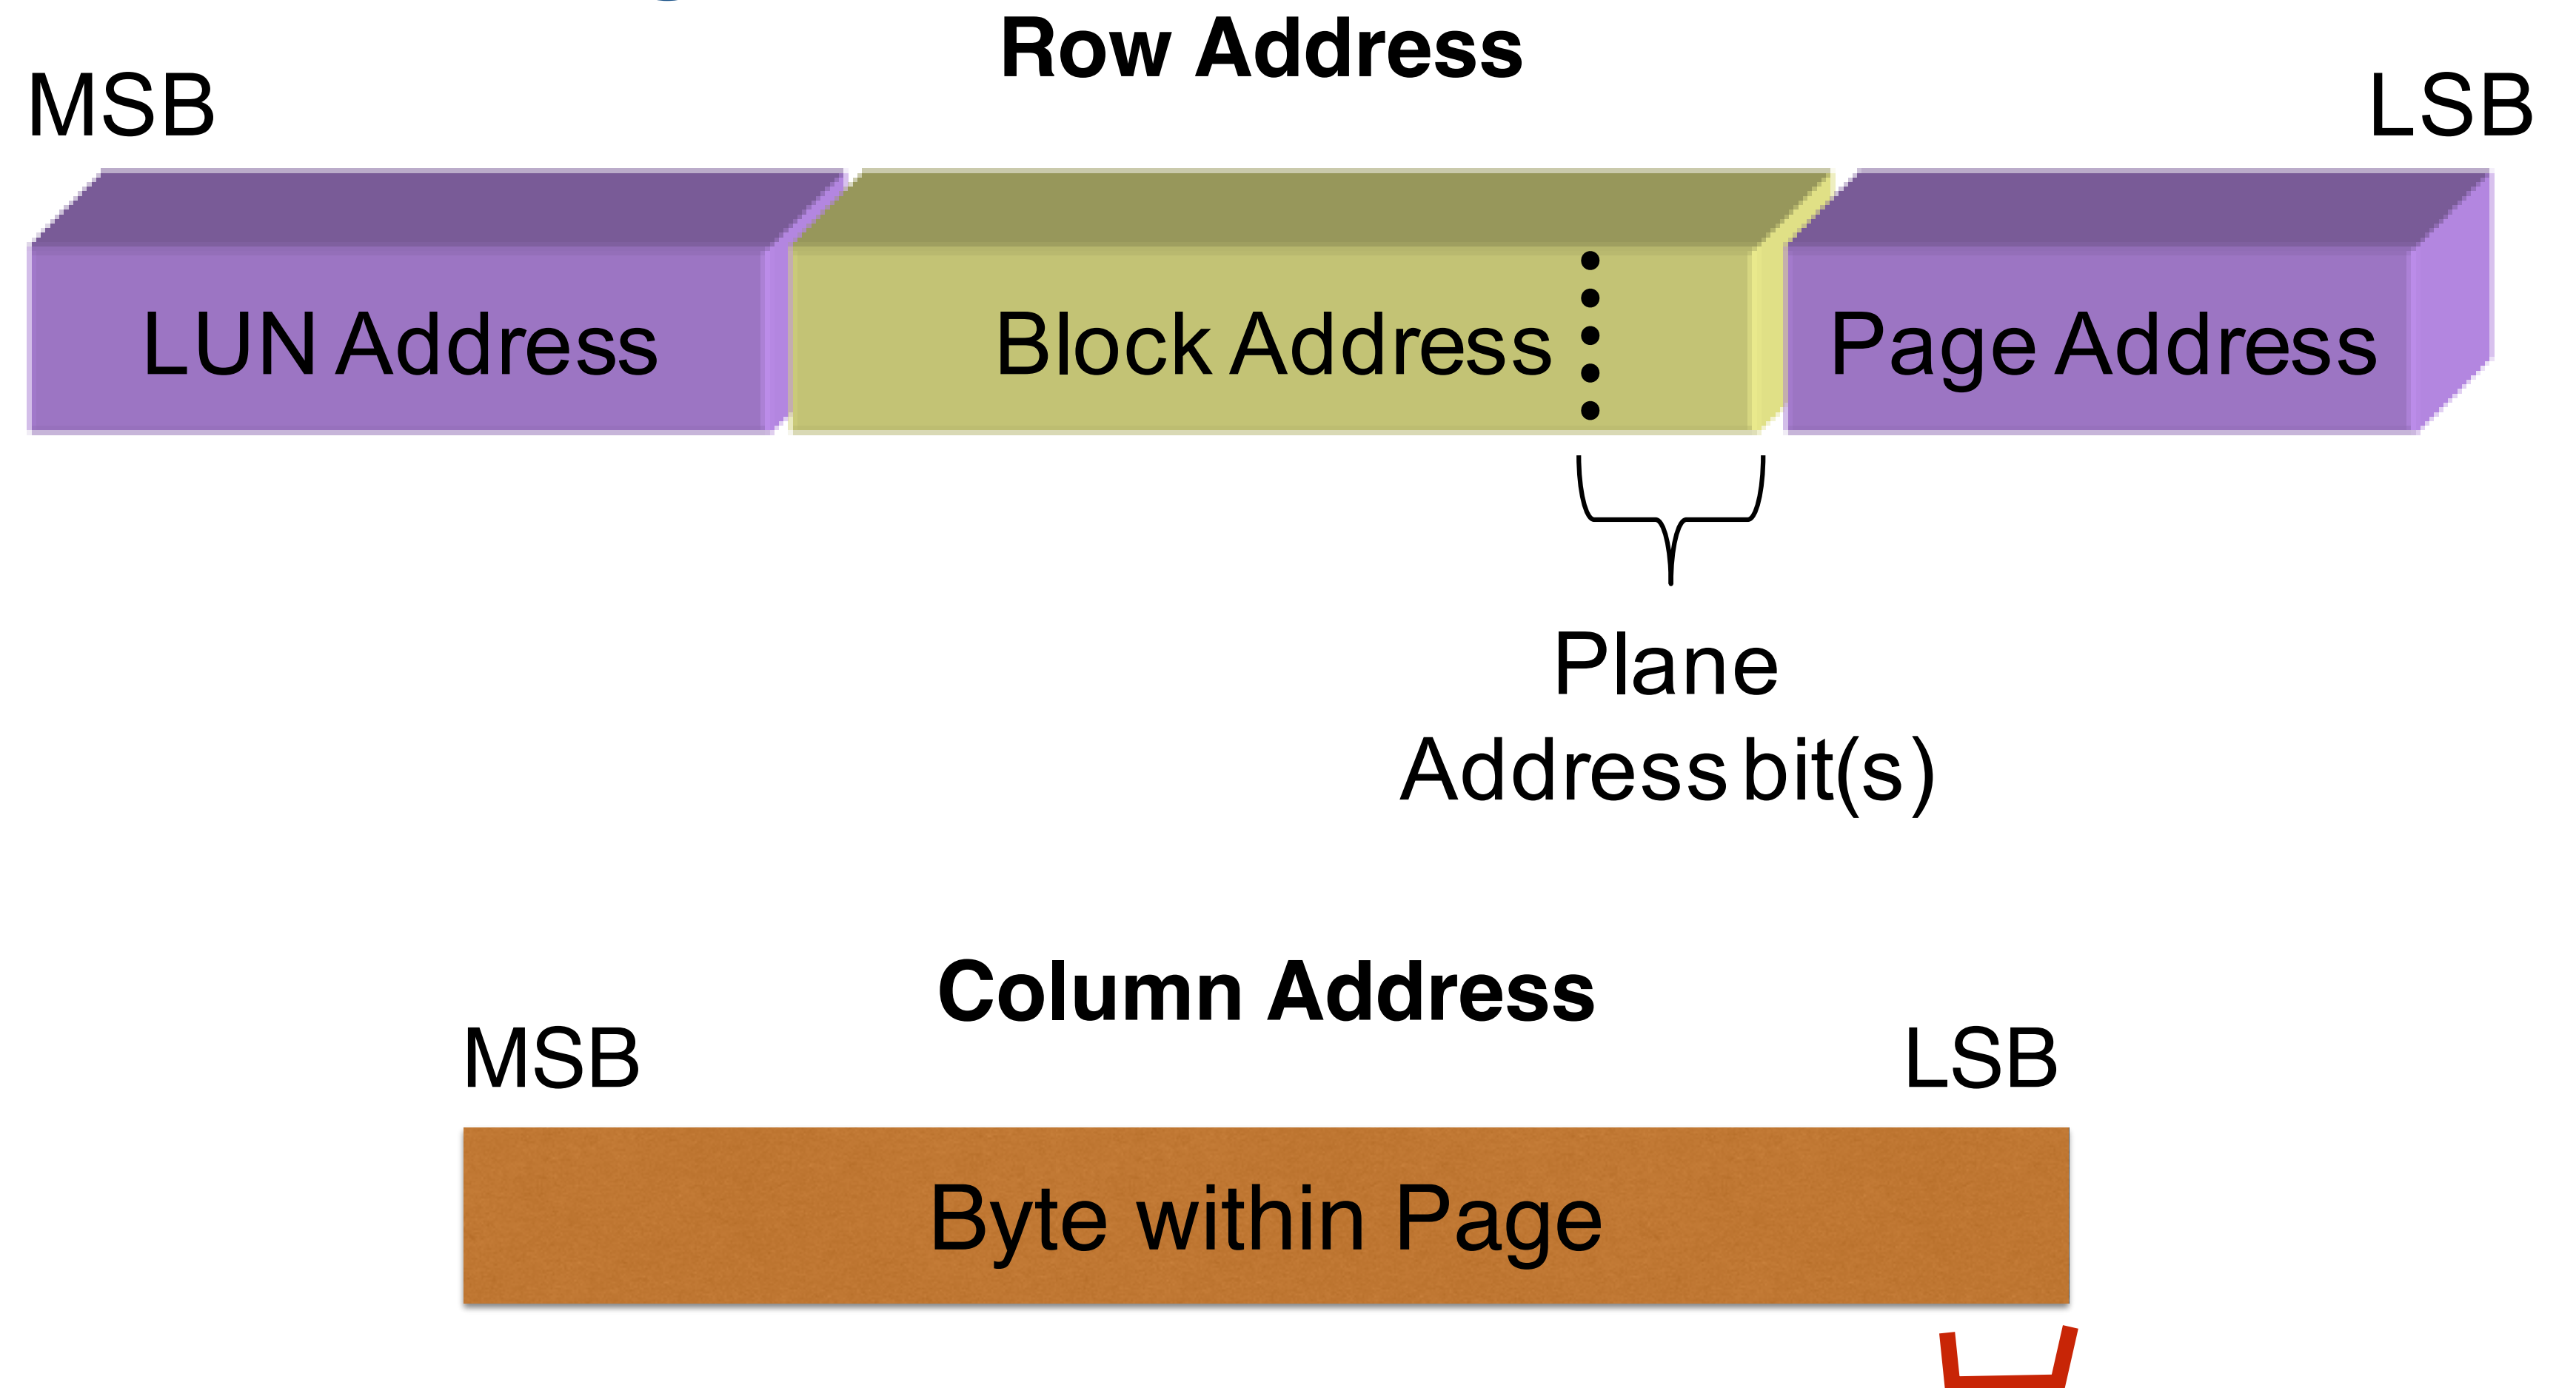 Row Address
MSB
LSB
LUN Address
Block Address
Page Address
Plane
Address bit(s)
Column Address
MSB
LSB
Byte within Page